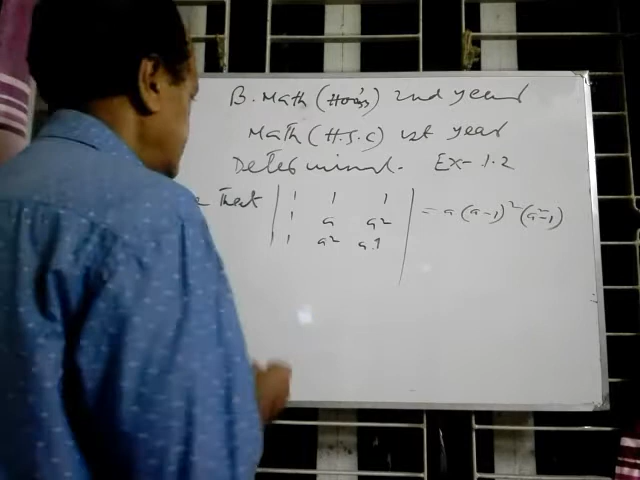 B. Math (Hons) 2nd year
Math (H.S.C) 1st year
Determinant. Ex-1.2
e that | 1 1 1 | = a(a-1)²(a²-1)
1 a a²
1 a² a